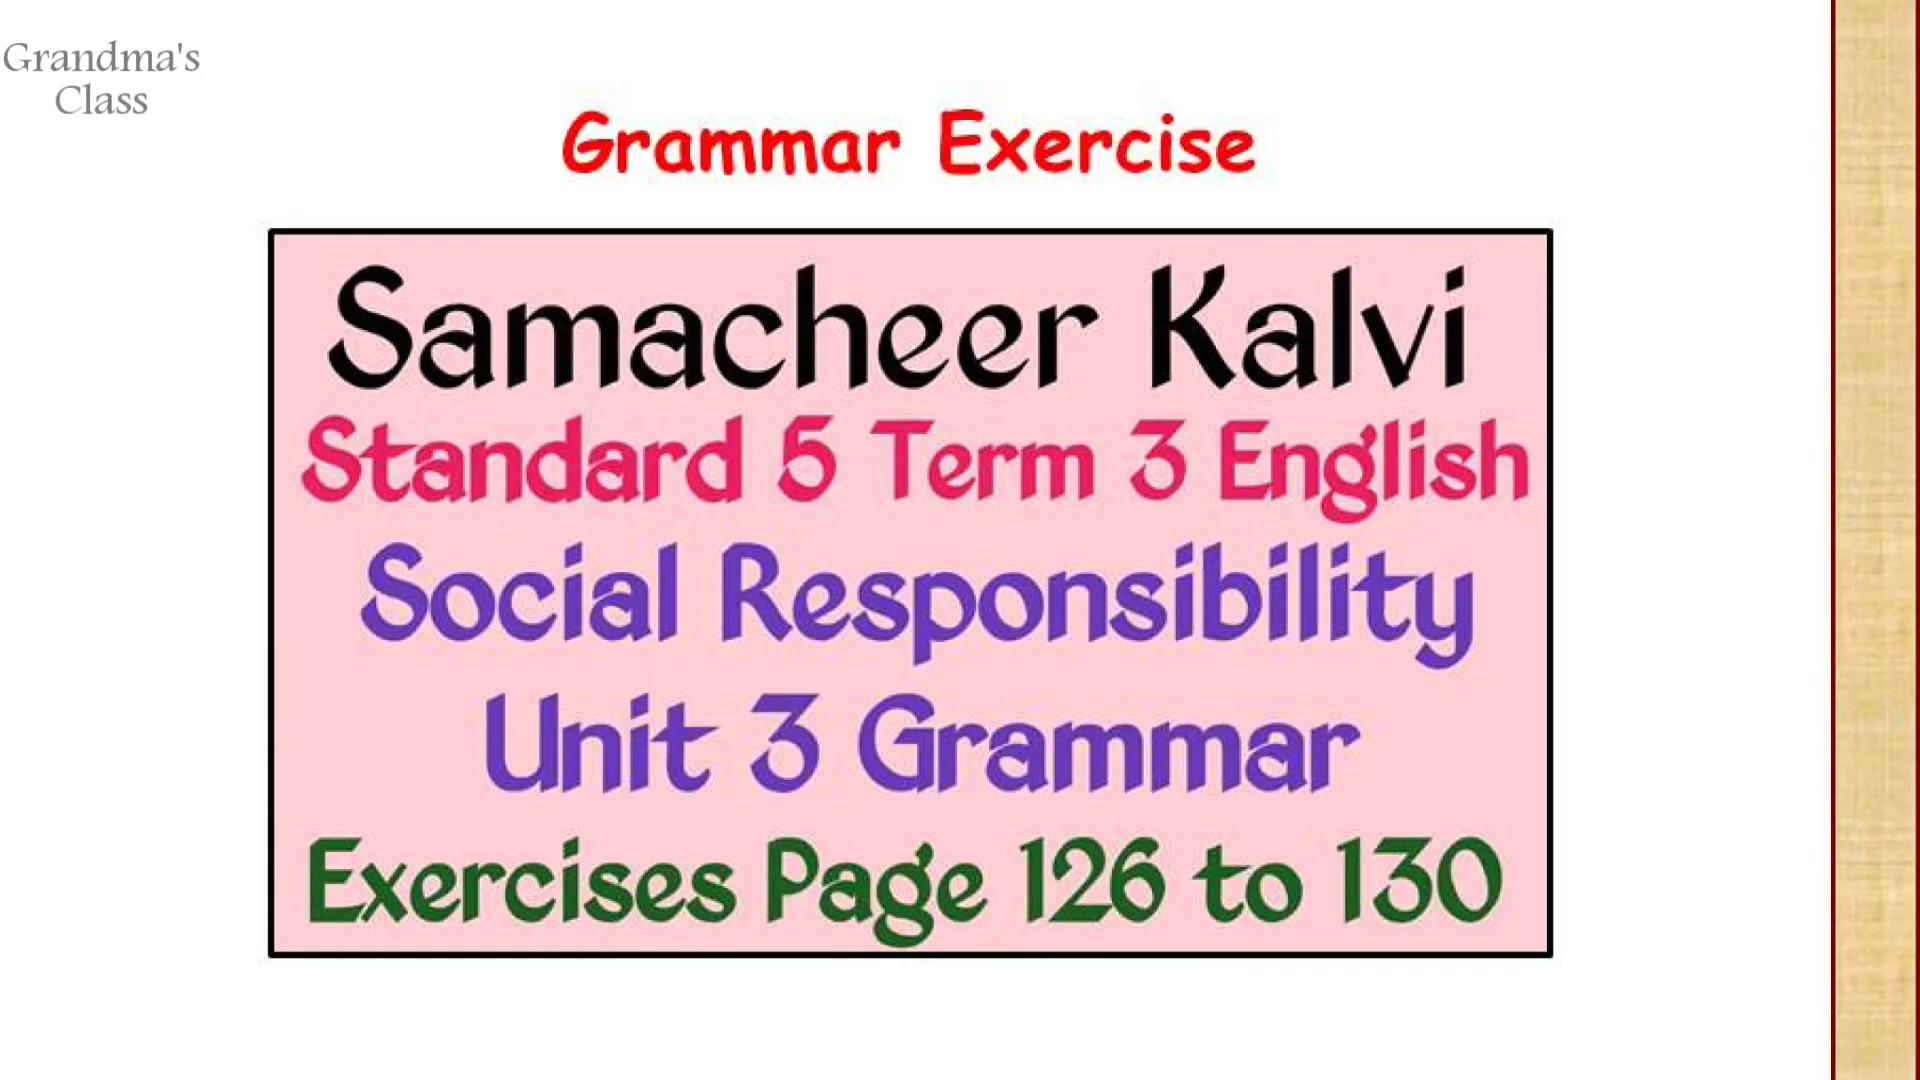 Grandma's
Class
Grammar Exercise
Samacheer Kalvi
Standard 5 Term 3 English
Social Responsibility
Unit 3 Grammar
Exercises Page 126 to 130